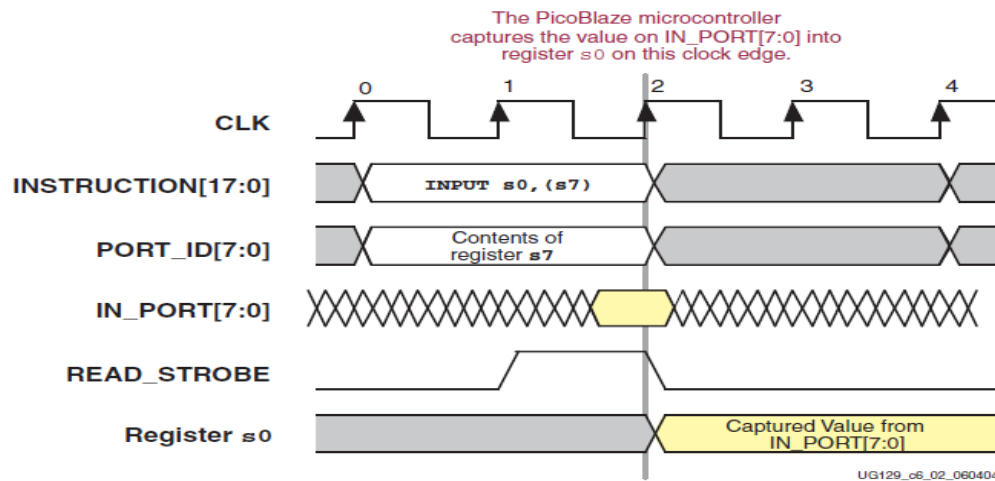 The PicoBlaze microcontroller
captures the value on IN_PORT[7:0] into
register s0 on this clock edge.
0 1 2 3 4
CLK
INSTRUCTION[17:0]
INPUT s0,(s7)
PORT_ID[7:0]
Contents of
register s7
IN_PORT[7:0]
READ_STROBE
Register s0
Captured Value from
IN_PORT[7:0]
UG129_c6_02_060404